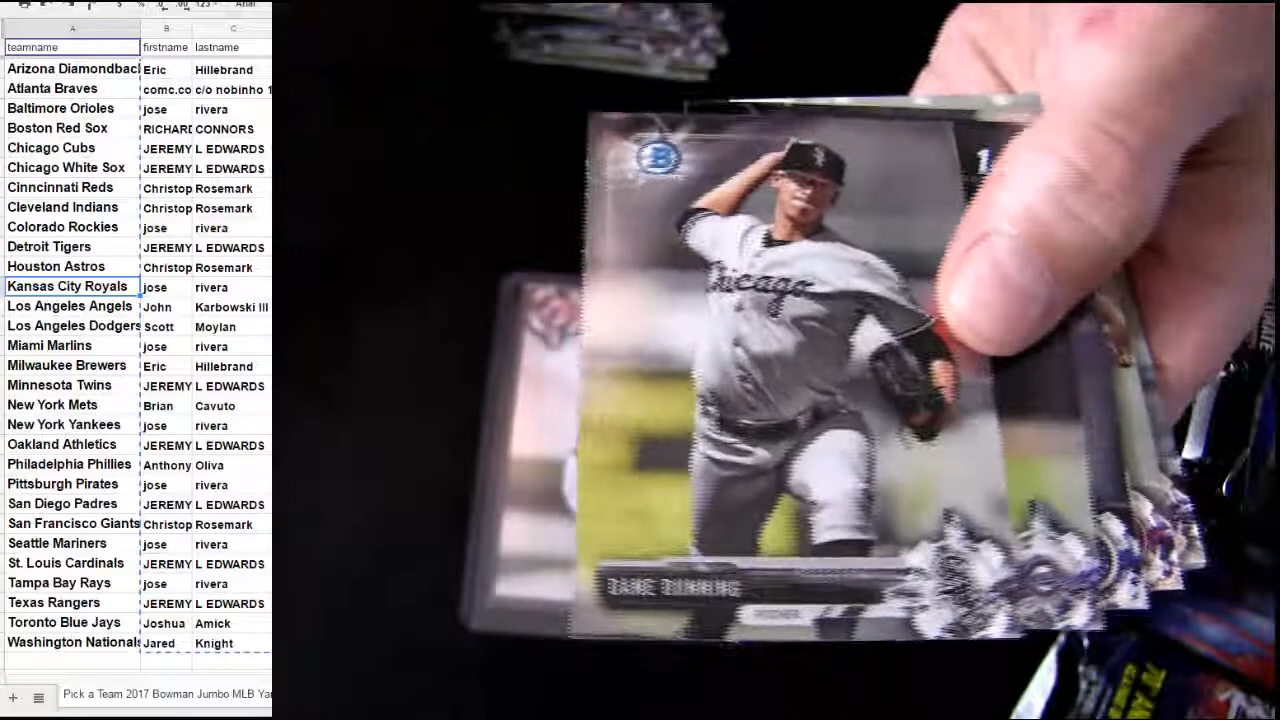 A B C
teamname firstname lastname
Arizona Diamondbac Eric Hillebrand
Atlanta Braves comc.co c/o nobinho 1
Baltimore Orioles jose rivera
Boston Red Sox RICHARD CONNORS
Chicago Cubs JEREMY L EDWARDS
Chicago White Sox JEREMY L EDWARDS
Cinncinnati Reds Christop Rosemark
Cleveland Indians Christop Rosemark
Colorado Rockies jose rivera
Detroit Tigers JEREMY L EDWARDS
Houston Astros Christop Rosemark
Kansas City Royals jose rivera
Los Angeles Angels John Karbowski III
Los Angeles Dodgers Scott Moylan
Miami Marlins jose rivera
Milwaukee Brewers Eric Hillebrand
Minnesota Twins JEREMY L EDWARDS
New York Mets Brian Cavuto
New York Yankees jose rivera
Oakland Athletics JEREMY L EDWARDS
Philadelphia Phillies Anthony Oliva
Pittsburgh Pirates jose rivera
San Diego Padres JEREMY L EDWARDS
San Francisco Giants Christop Rosemark
Seattle Mariners jose rivera
St. Louis Cardinals JEREMY L EDWARDS
Tampa Bay Rays jose rivera
Texas Rangers JEREMY L EDWARDS
Toronto Blue Jays Joshua Amick
Washington Nationals Jared Knight
Pick a Team 2017 Bowman Jumbo MLB Ya
B
Chicago